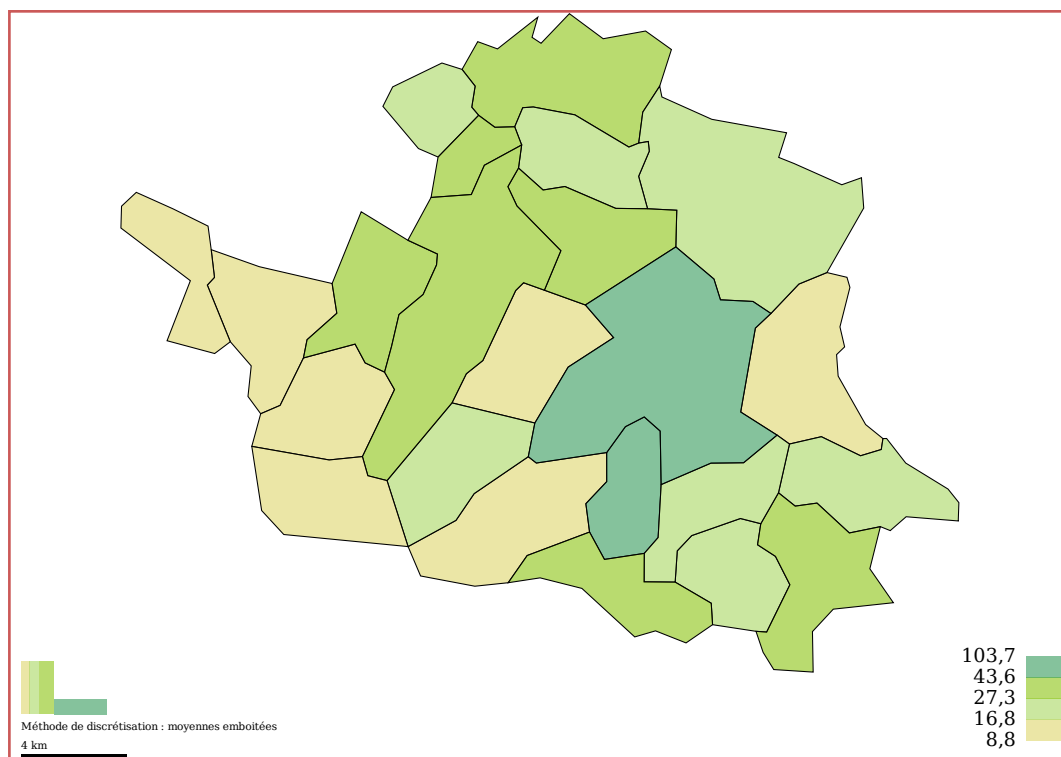 103,7
43,6
27,3
16,8
8,8
Méthode de discrétisation : moyennes emboitées
4 km